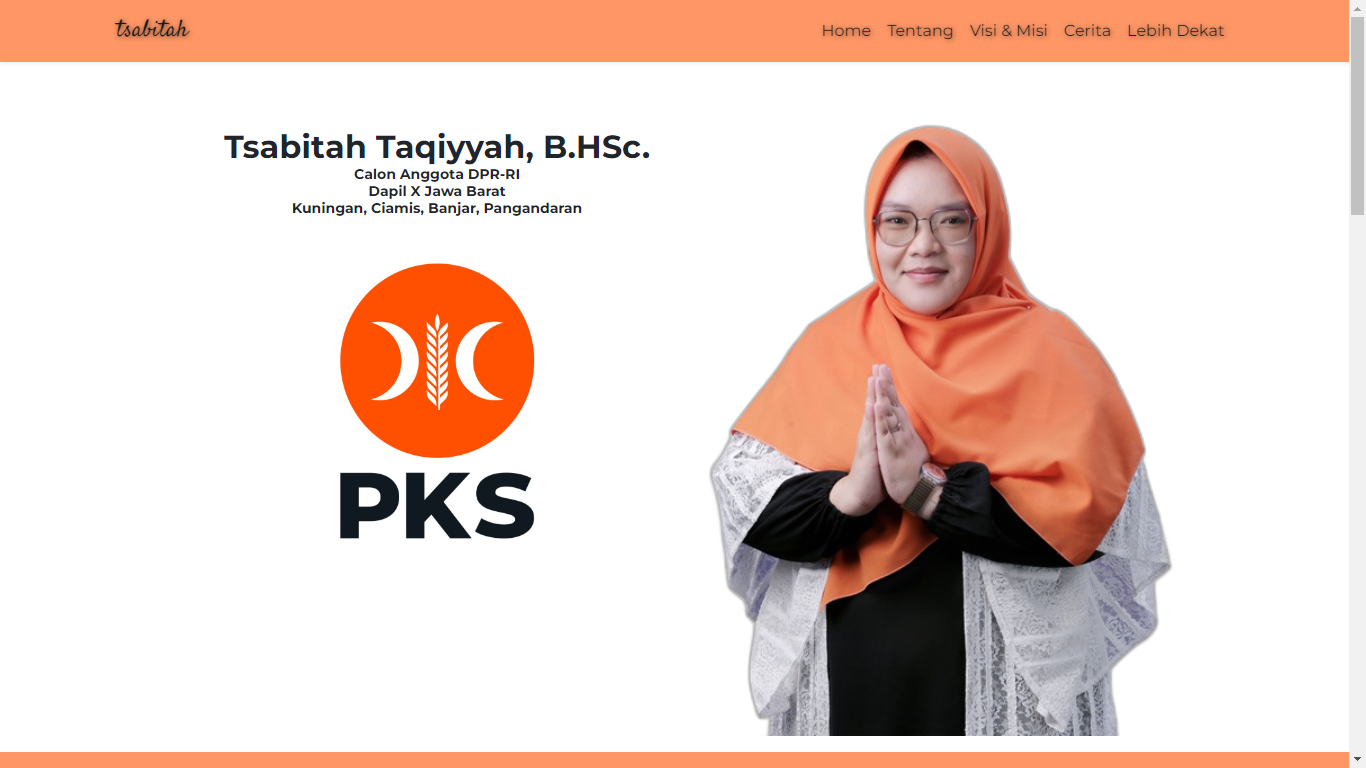 tsabitah
Home Tentang Visi & Misi Cerita Lebih Dekat
Tsabitah Taqiyyah, B.HSc.
Calon Anggota DPR-RI
Dapil X Jawa Barat
Kuningan, Ciamis, Banjar, Pangandaran
PKS